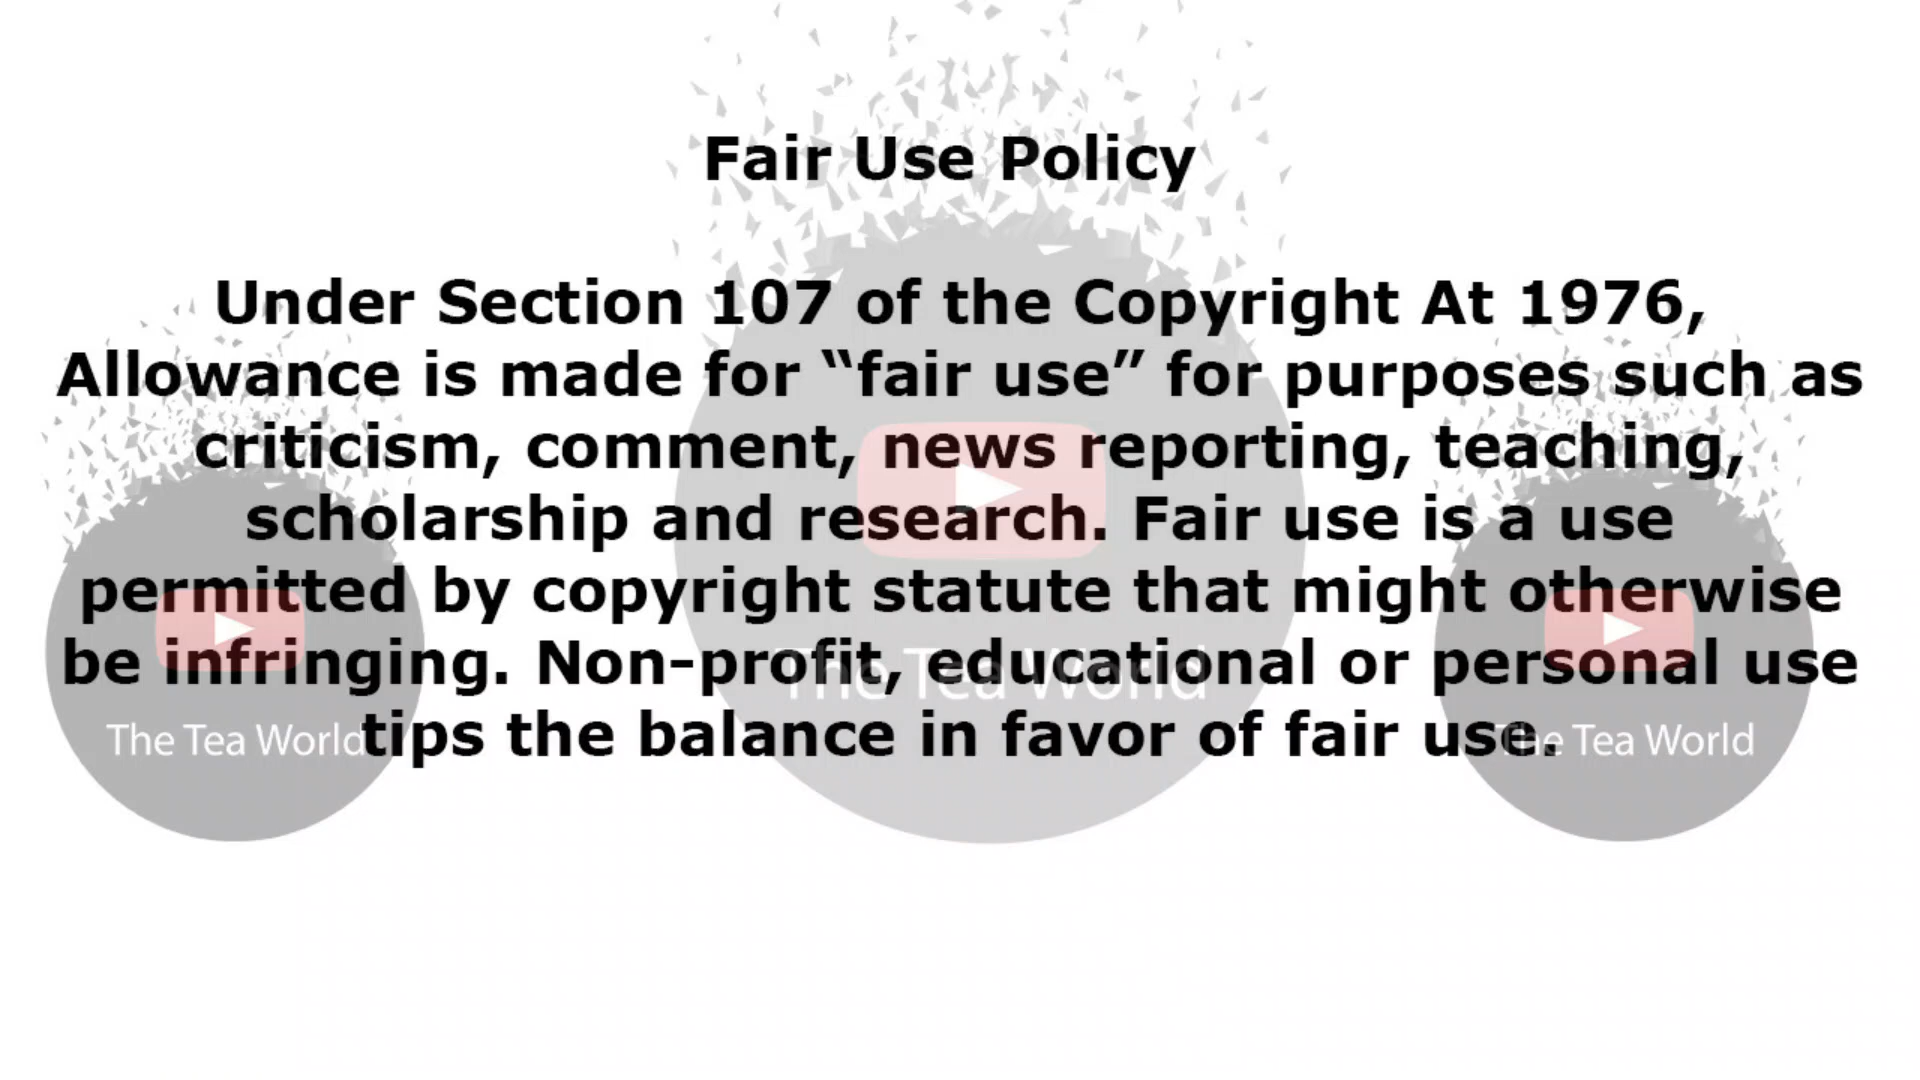 Fair Use Policy
Under Section 107 of the Copyright At 1976,
Allowance is made for “fair use” for purposes such as
criticism, comment, news reporting, teaching,
scholarship and research. Fair use is a use
permitted by copyright statute that might otherwise
be infringing. Non-profit, educational or personal use
tips the balance in favor of fair use.
The Tea World
The Tea World
The Tea World